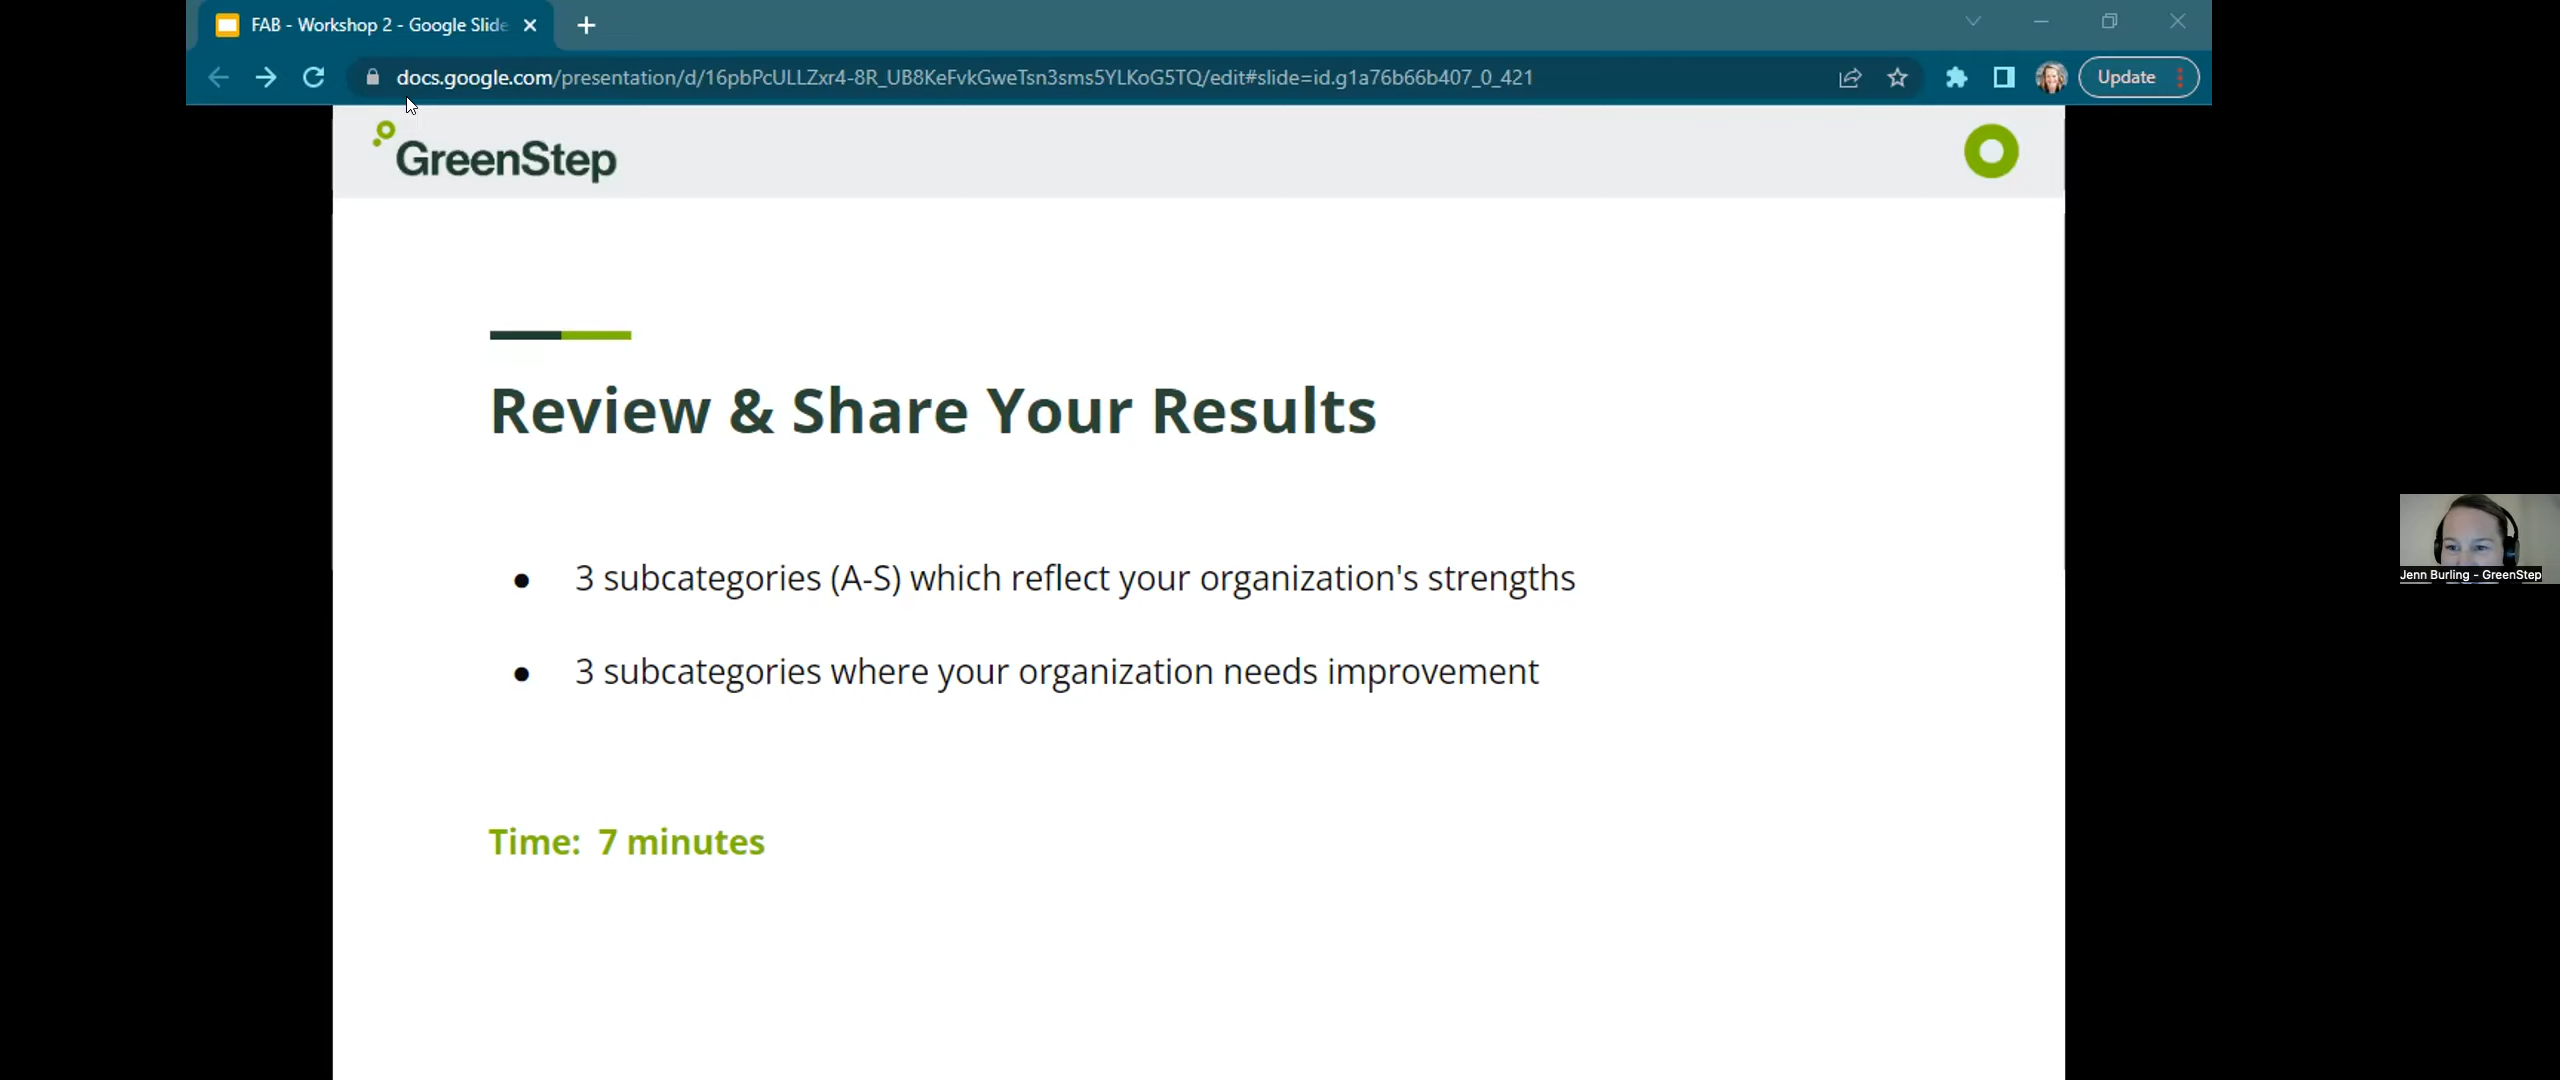 FAB - Workshop 2 - Google Slide
docs.google.com/presentation/d/16pbPcULLZxr4-8R_UB8KeFvkGweTsn3sms5YLKoG5TQ/edit#slide=id.g1a76b66b407_0_421
Update
GreenStep
Review & Share Your Results
● 3 subcategories (A-S) which reflect your organization's strengths
● 3 subcategories where your organization needs improvement
Jenn Burling - GreenStep
Time: 7 minutes